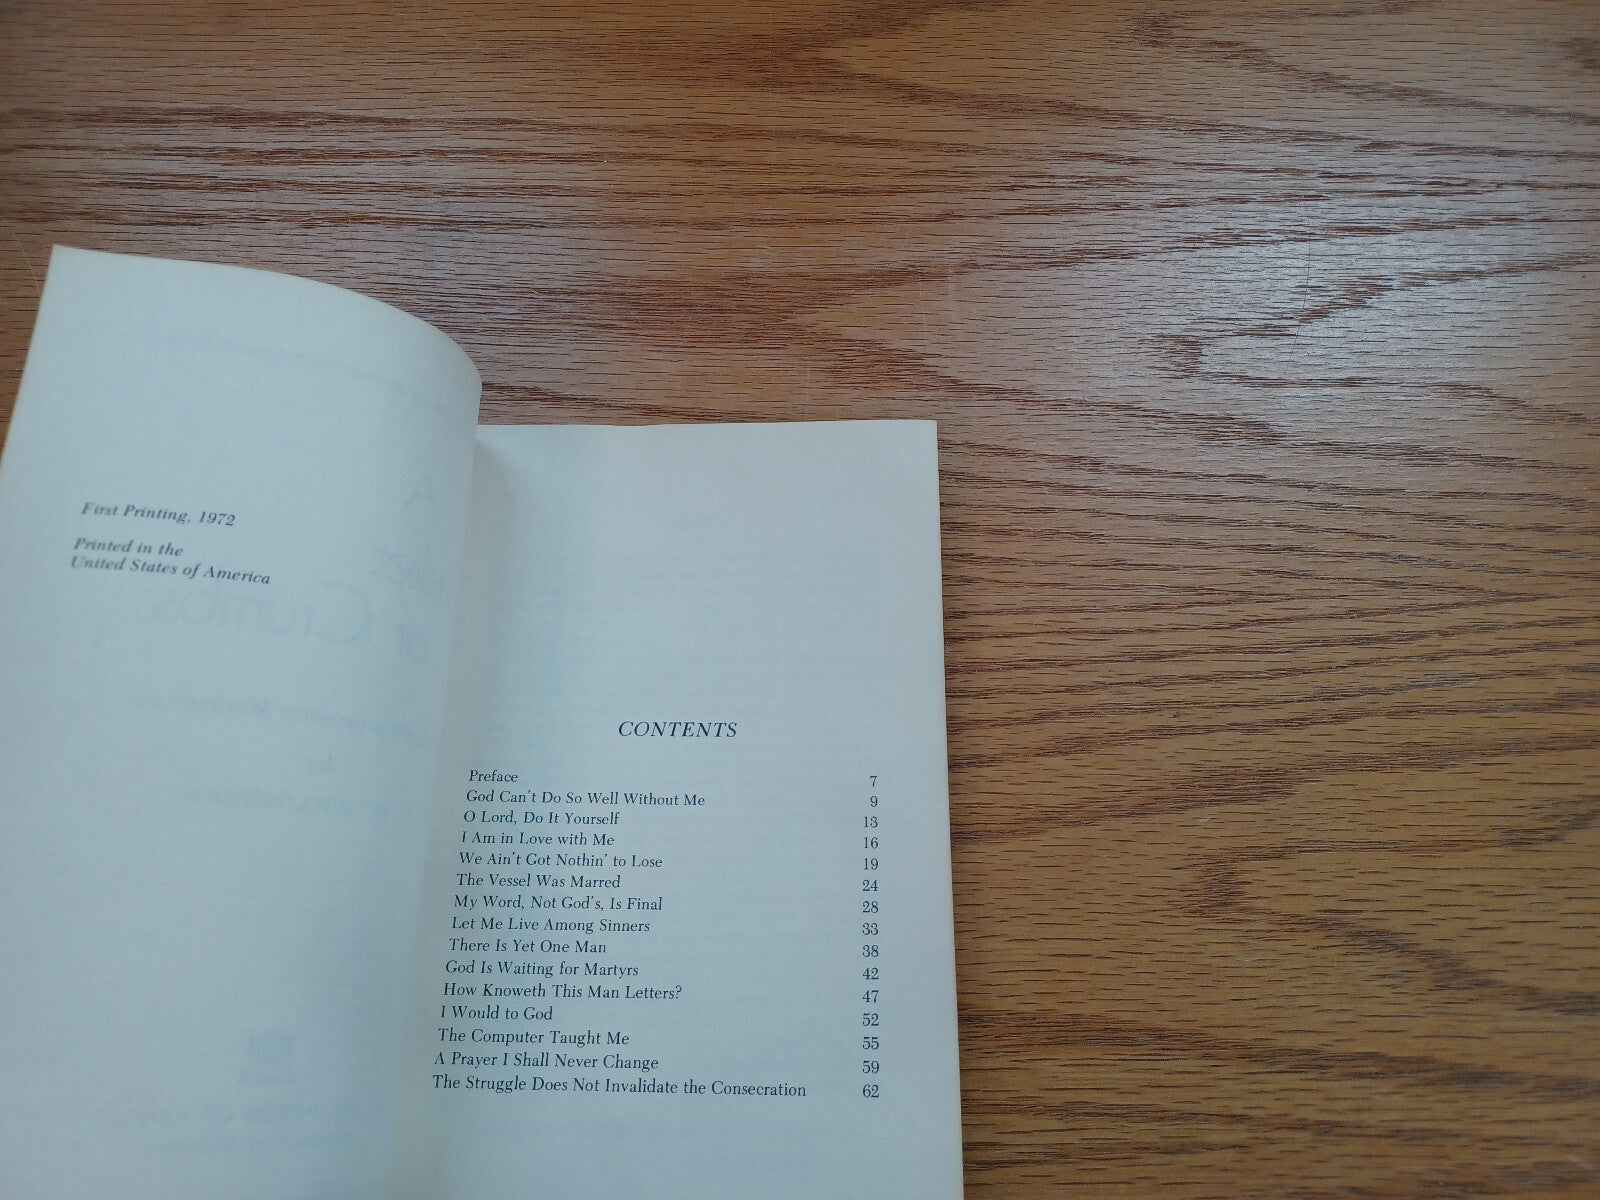 First Printing, 1972
Printed in the
United States of America
A
of Crumbs
by
CONTENTS
Preface 7
God Can't Do So Well Without Me 9
O Lord, Do It Yourself 13
I Am in Love with Me 16
We Ain't Got Nothin' to Lose 19
The Vessel Was Marred 24
My Word, Not God's, Is Final 28
Let Me Live Among Sinners 33
There Is Yet One Man 38
God Is Waiting for Martyrs 42
How Knoweth This Man Letters? 47
I Would to God 52
The Computer Taught Me 55
A Prayer I Shall Never Change 59
The Struggle Does Not Invalidate the Consecration 62